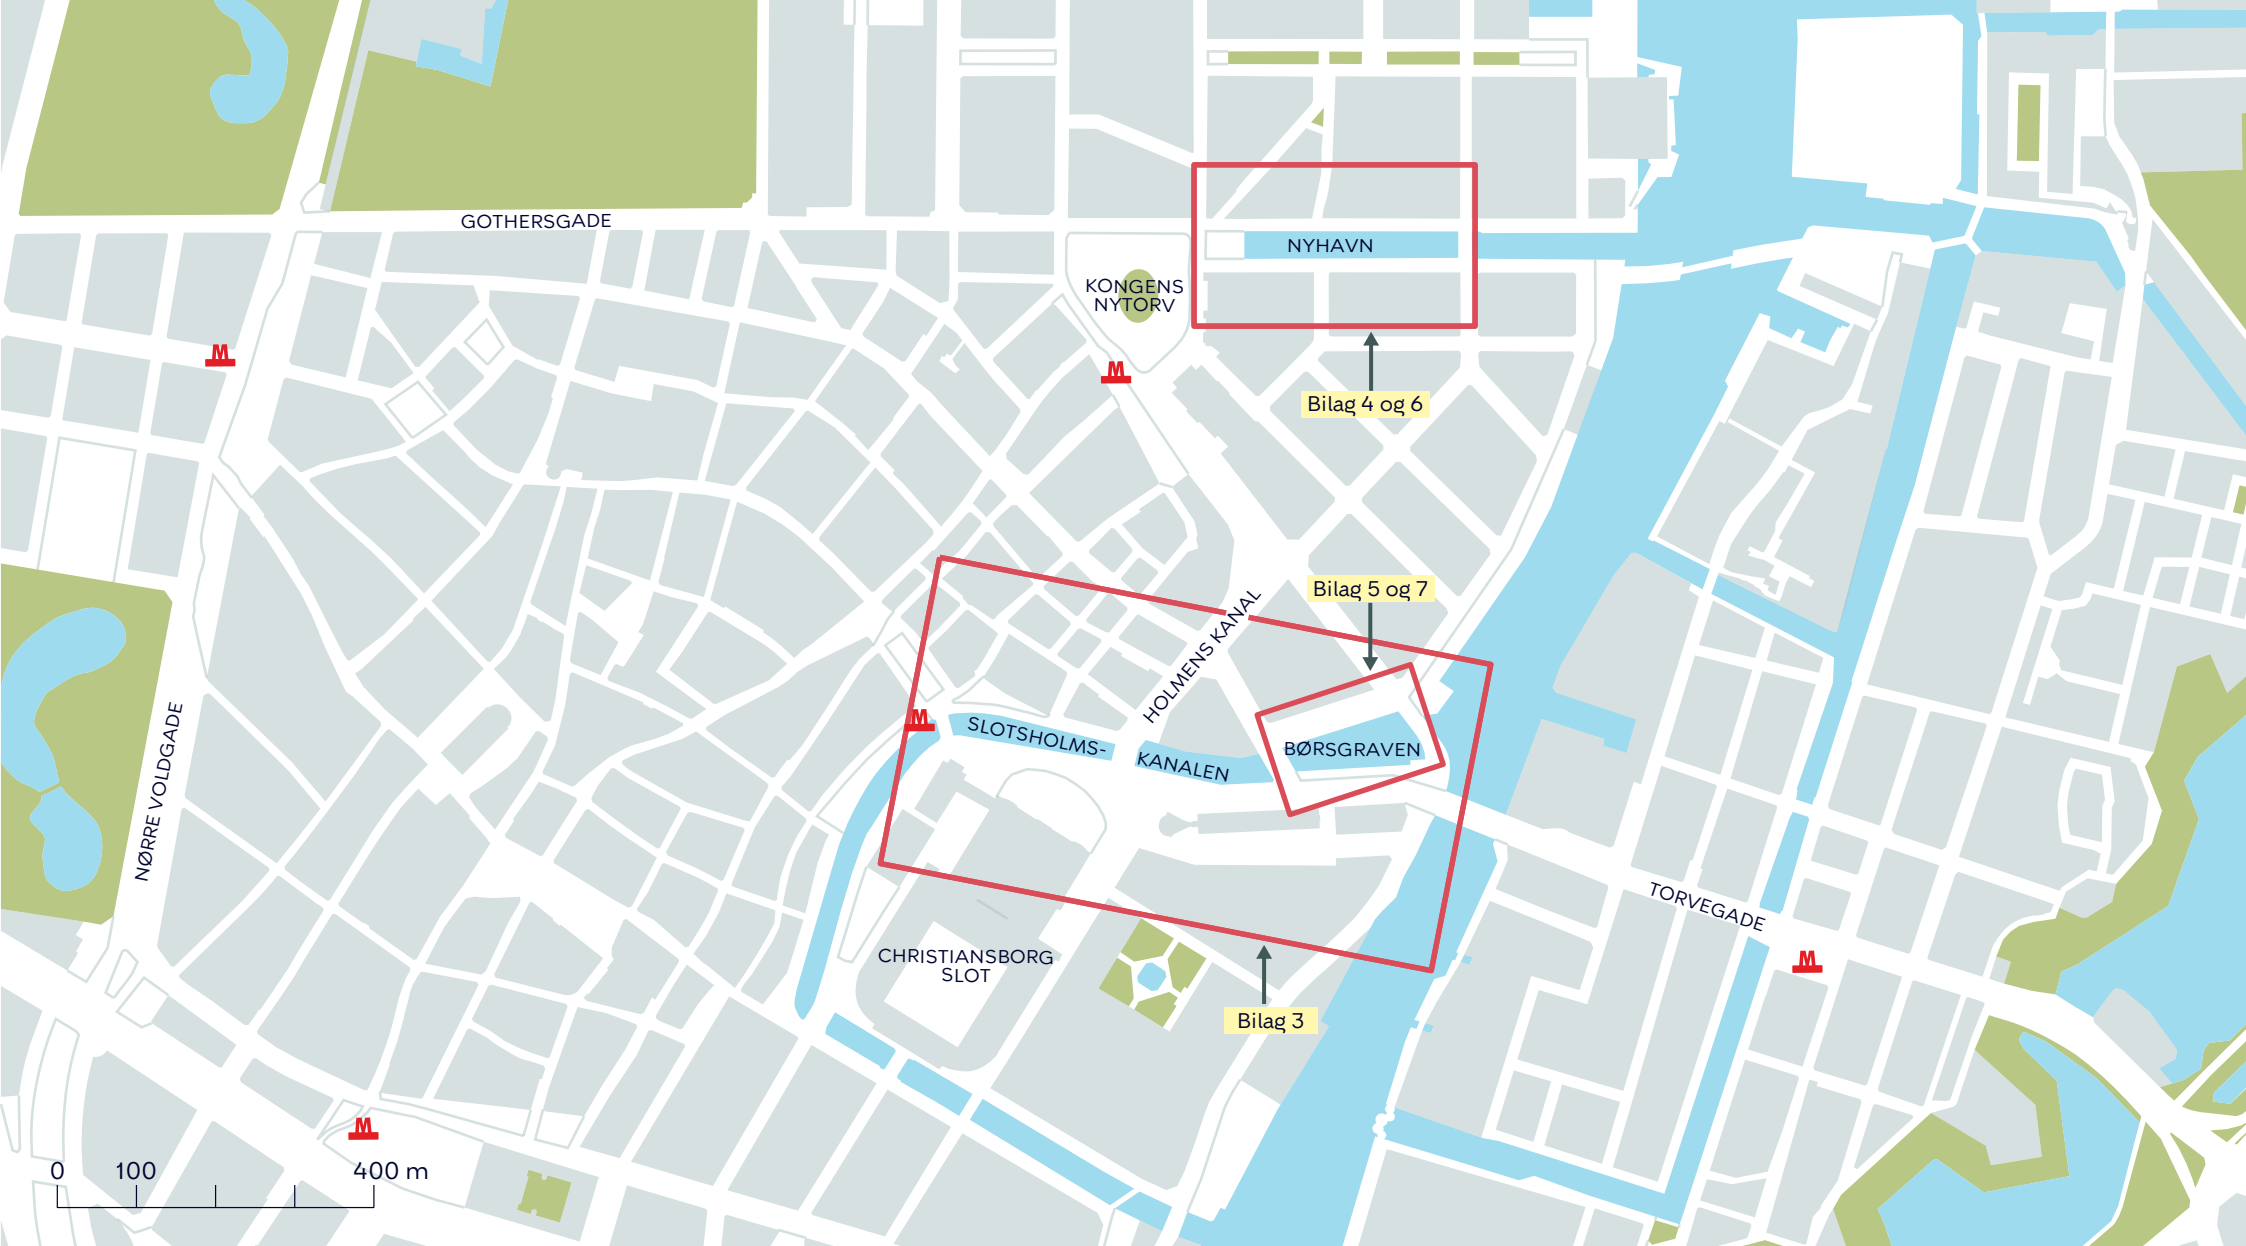 GOTHERSGADE
NYHAVN
KONGENS
NYTORV
M
M
Bilag 4 og 6
Bilag 5 og 7
HOLMENS KANAL
NØRRE VOLDGADE
M
SLOTSHOLMS-
KANALEN
BØRSGRAVEN
TORVEGADE
CHRISTIANSBORG
SLOT
M
Bilag 3
M
0 100 400 m